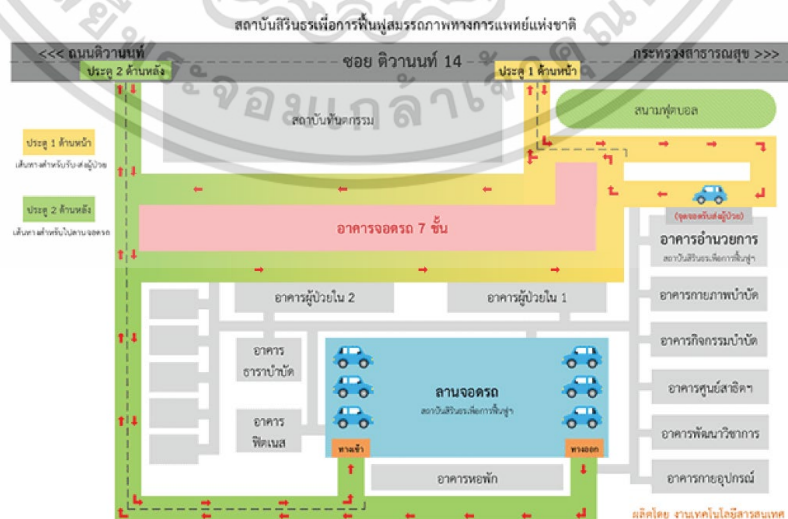 สถาบันสิรินธรเพื่อการฟื้นฟูสมรรถภาพทางการแพทย์แห่งชาติ
<<< ถนนติวานนท์
ซอย ติวานนท์ 14
กระทรวงสาธารณสุข >>>
ประตู 2 ด้านหลัง
ประตู 1 ด้านหน้า
พระจอมเกล้าเจ้าคุณ
สถาบันทันตกรรม
สนามฟุตบอล
ประตู 1 ด้านหน้า
เส้นทางสำหรับรับ-ส่งผู้ป่วย
ประตู 2 ด้านหลัง
เส้นทางสำหรับไปลานจอดรถ
อาคารจอดรถ 7 ชั้น
(จุดจอดรับส่งผู้ป่วย)
อาคารอำนวยการ
สถาบันสิรินธรเพื่อการฟื้นฟูฯ
อาคารผู้ป่วยใน 2
อาคารผู้ป่วยใน 1
อาคารกายภาพบำบัด
อาคาร
ธาราบำบัด
อาคารกิจกรรมบำบัด
ลานจอดรถ
สถาบันสิรินธรเพื่อการฟื้นฟูฯ
อาคารศูนย์สาธิตฯ
อาคาร
ฟิตเนส
อาคารพัฒนาวิชาการ
ทางเข้า
ทางออก
อาคารหอพัก
อาคารกายอุปกรณ์
ผลิตโดย งานเทคโนโลยีสารสนเทศ